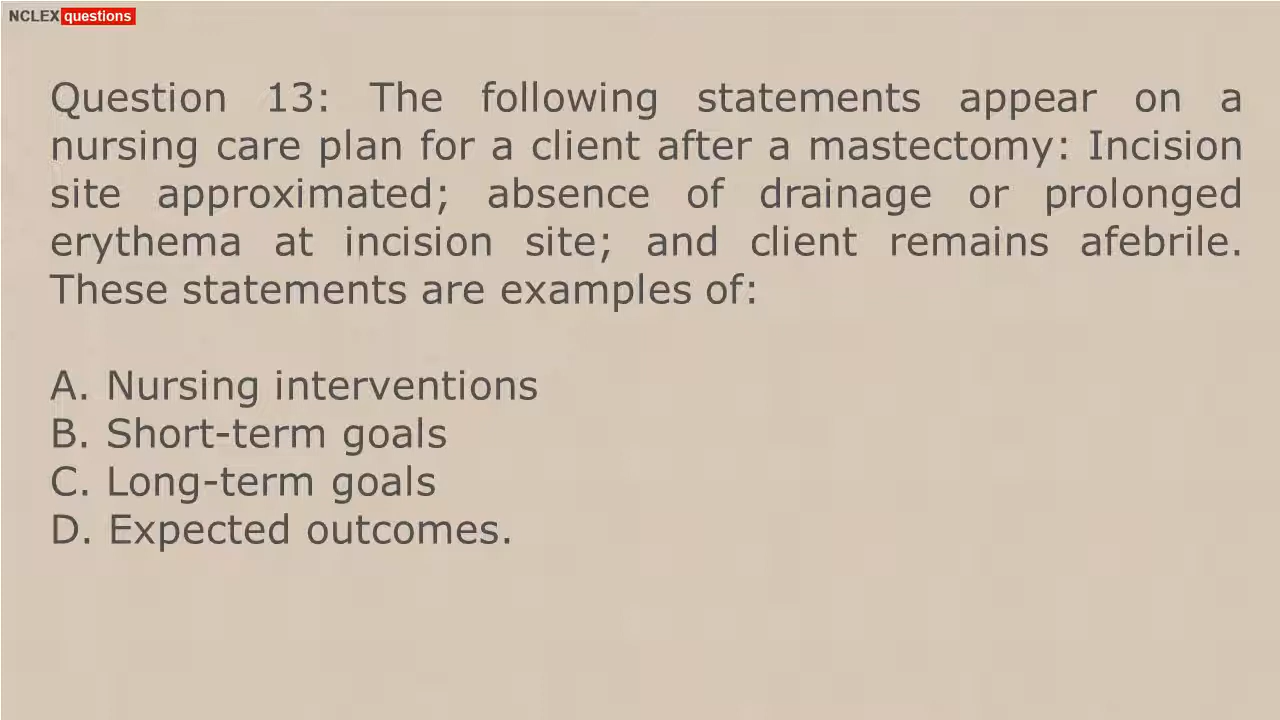 NCLEX questions
Question 13: The following statements appear on a
nursing care plan for a client after a mastectomy: Incision
site approximated; absence of drainage or prolonged
erythema at incision site; and client remains afebrile.
These statements are examples of:
A. Nursing interventions
B. Short-term goals
C. Long-term goals
D. Expected outcomes.